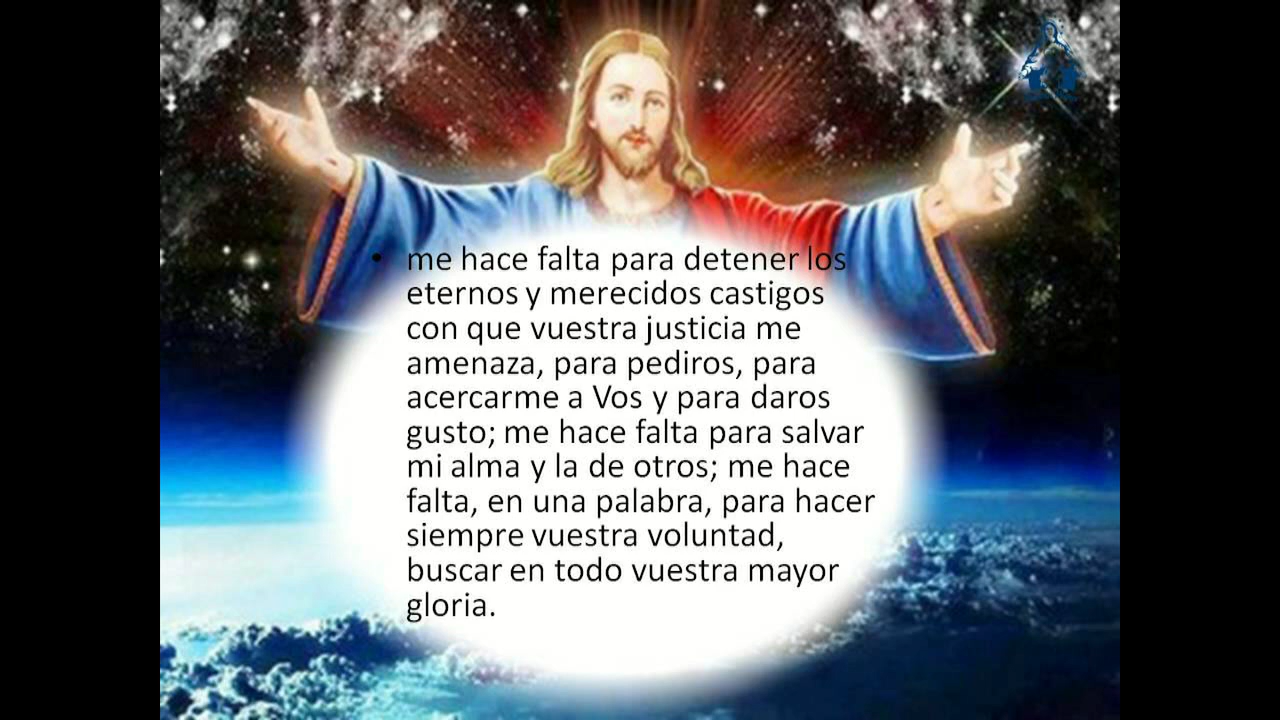 • me hace falta para detener los
eternos y merecidos castigos
con que vuestra justicia me
amenaza, para pediros, para
acercarme a Vos y para daros
gusto; me hace falta para salvar
mi alma y la de otros; me hace
falta, en una palabra, para hacer
siempre vuestra voluntad,
buscar en todo vuestra mayor
gloria.